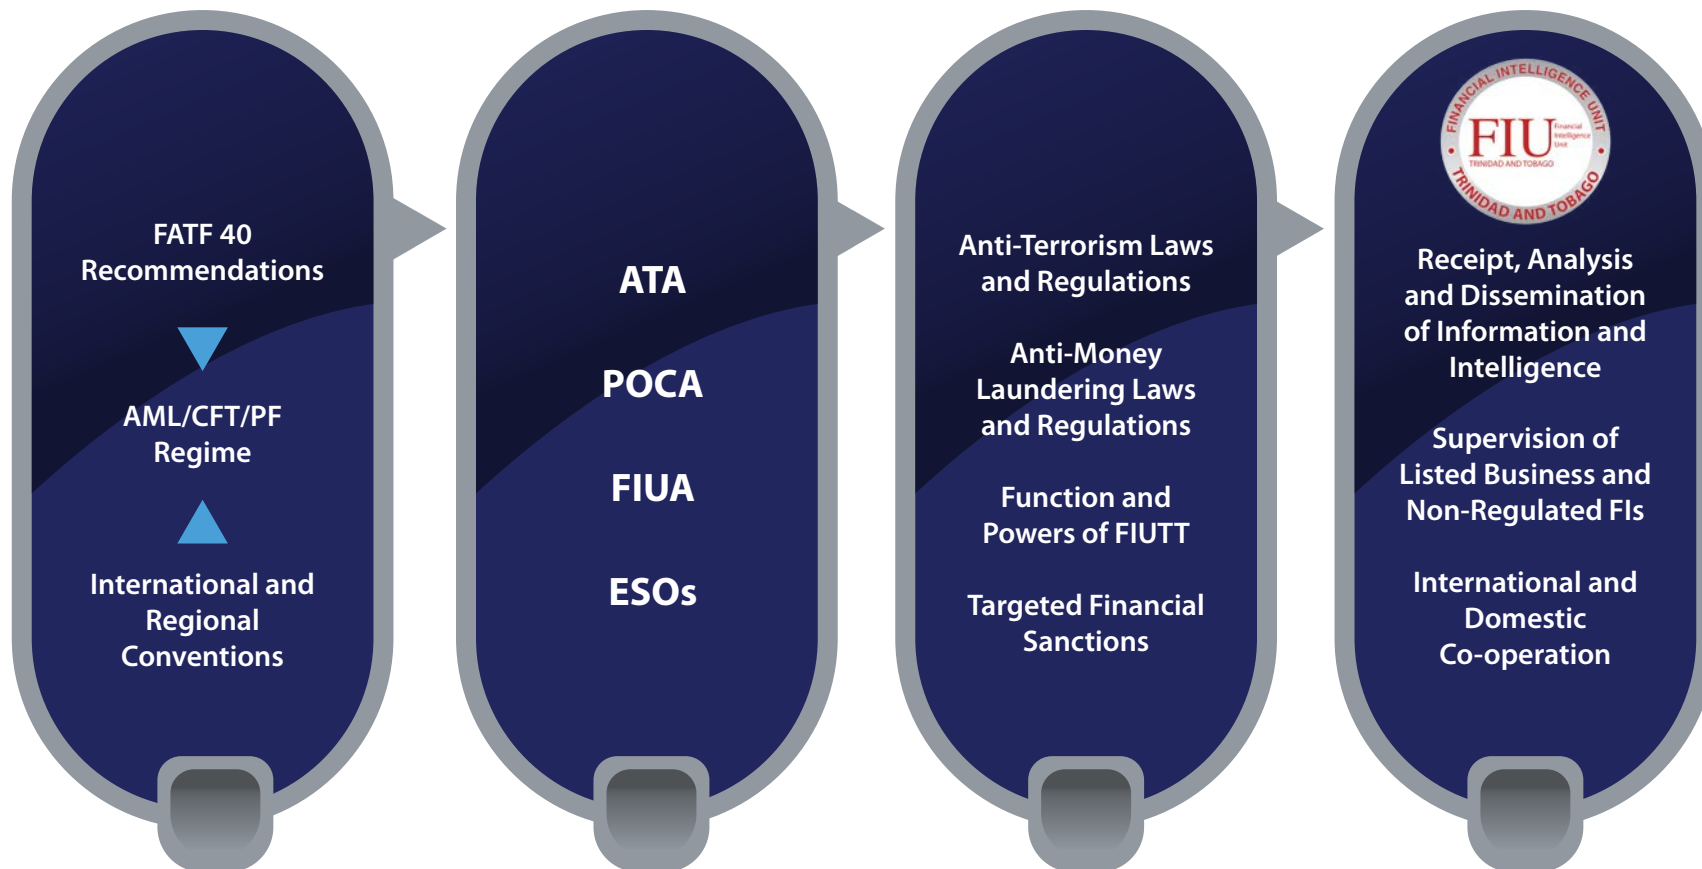 FATF 40
Recommendations
AML/CFT/PF
Regime
International and
Regional
Conventions
ATA
POCA
FIUA
ESOs
Anti-Terrorism Laws
and Regulations
Anti-Money
Laundering Laws
and Regulations
Function and
Powers of FIUTT
Targeted Financial
Sanctions
FINANCIAL INTELLIGENCE UNIT
FIU
Financial
Intelligence
Unit
TRINIDAD AND TOBAGO
TRINIDAD AND TOBAGO
Receipt, Analysis
and Dissemination
of Information and
Intelligence
Supervision of
Listed Business and
Non-Regulated FIs
International and
Domestic
Co-operation